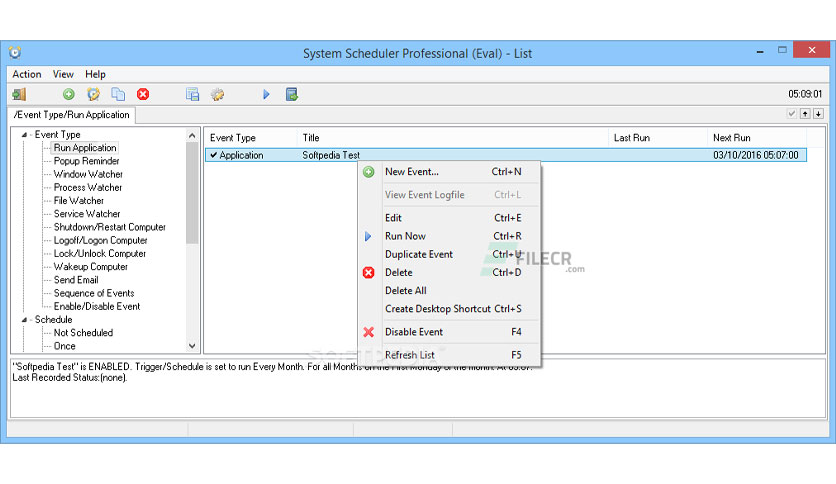 System Scheduler Professional (Eval) - List
Action View Help
05:09:01
/Event Type/Run Application
Event Type
Run Application
Popup Reminder
Window Watcher
Process Watcher
File Watcher
Service Watcher
Shutdown/Restart Computer
Logoff/Logon Computer
Lock/Unlock Computer
Wakeup Computer
Send Email
Sequence of Events
Enable/Disable Event
Schedule
Not Scheduled
Once
Event Type Title Last Run Next Run
Application Softpedia Test 03/10/2016 05:07:00
New Event... Ctrl+N
View Event Logfile Ctrl+L
Edit Ctrl+E
Run Now Ctrl+R
Duplicate Event Ctrl+U
Delete Ctrl+D
Delete All
Create Desktop Shortcut Ctrl+S
Disable Event F4
Refresh List F5
FILECR
.com
"Softpedia Test" is ENABLED. Trigger/Schedule is set to run Every Month. For all Months on the First Monday of the month. At 05:07.
Last Recorded Status:(none).